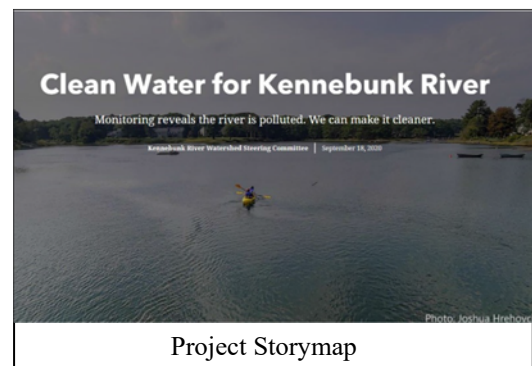 Clean Water for Kennebunk River
Monitoring reveals the river is polluted. We can make it cleaner.
Kennebunk River Watershed Steering Committee | September 18, 2020
Photo: Joshua Hrehovc
Project Storymap